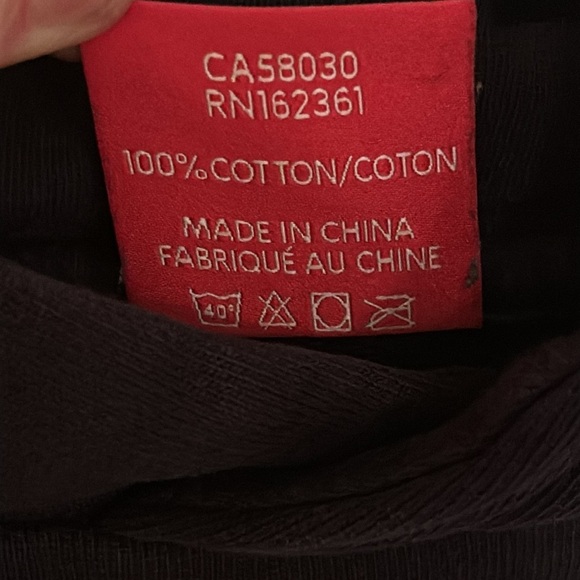 CA58030
RN162361
100%COTTON/COTON
MADE IN CHINA
FABRIQUÉ AU CHINE
40°